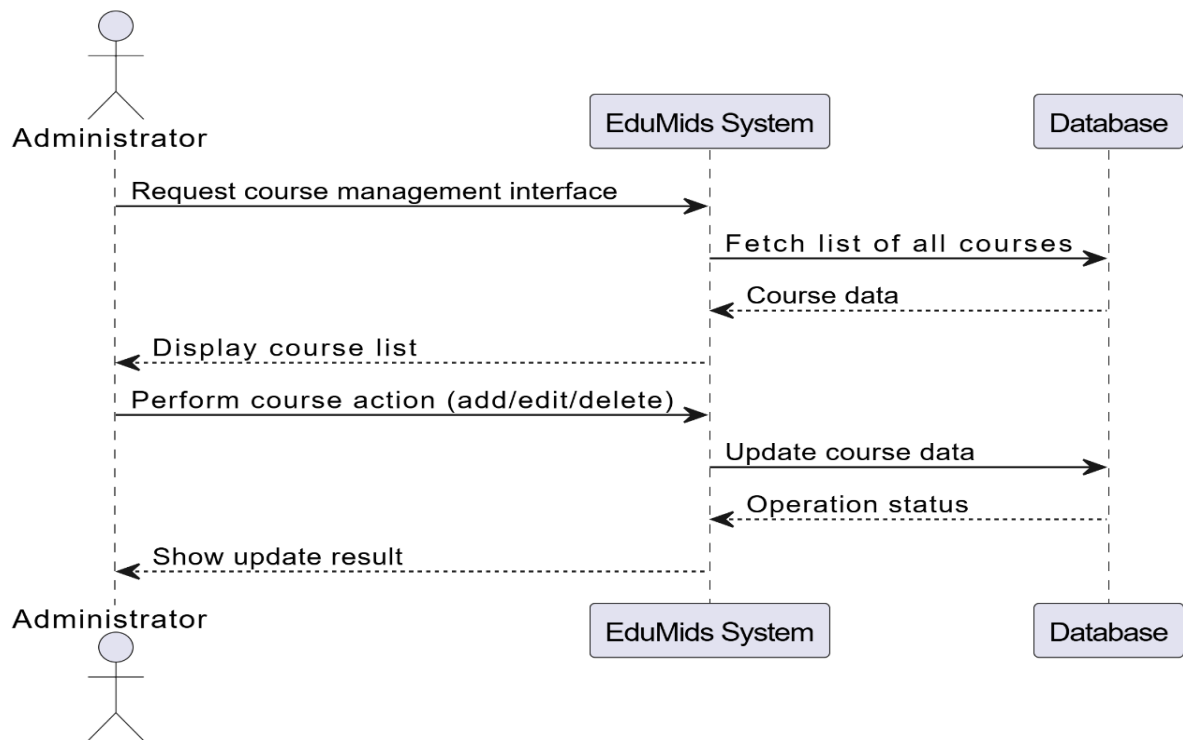 Administrator
EduMids System
Database
Request course management interface
Fetch list of all courses
Course data
Display course list
Perform course action (add/edit/delete)
Update course data
Operation status
Show update result
Administrator
EduMids System
Database